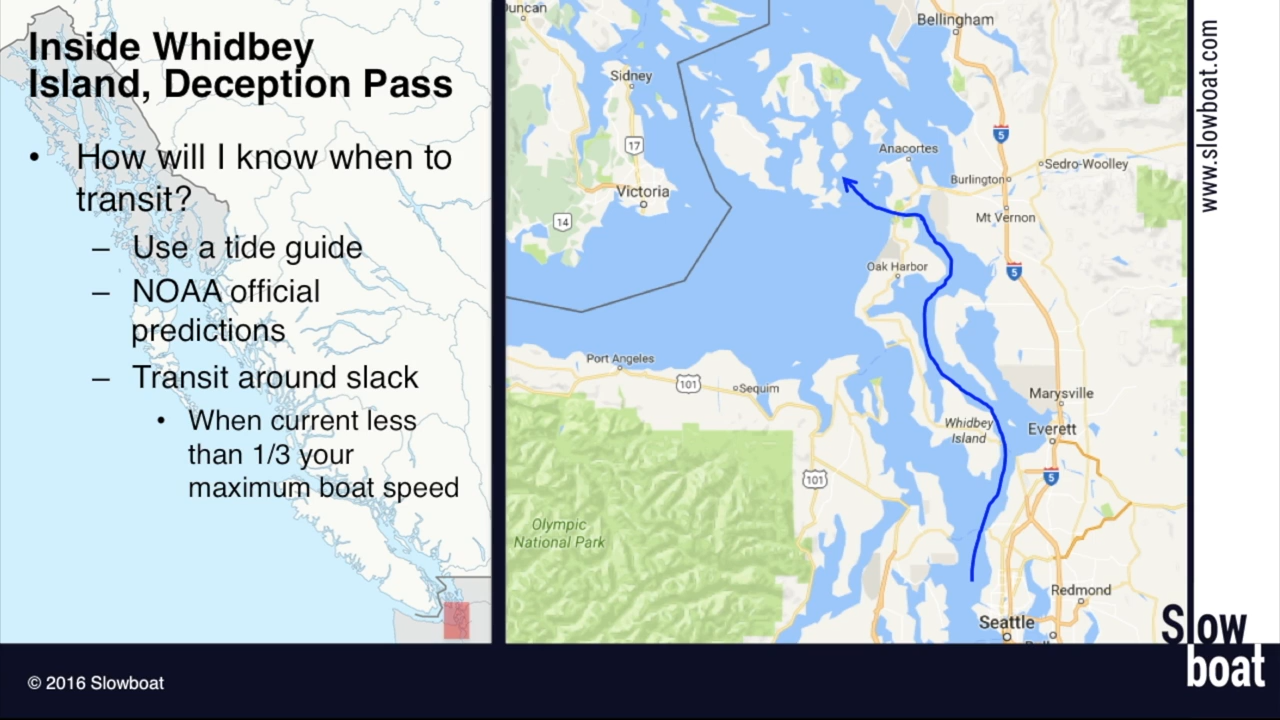 Inside Whidbey
Island, Deception Pass
• How will I know when to
transit?
– Use a tide guide
– NOAA official
predictions
– Transit around slack
• When current less
than 1/3 your
maximum boat speed
© 2016 Slowboat
Duncan
Bellingham
Sidney
5
17
Anacortes
Sedro-Woolley
Burlington
Victoria
Mt Vernon
14
Oak Harbor
5
Port Angeles
101
Sequim
Marysville
Whidbey
Island
Everett
101
5
Olympic
National Park
Redmond
Seattle
www.slowboat.com
Slow
boat